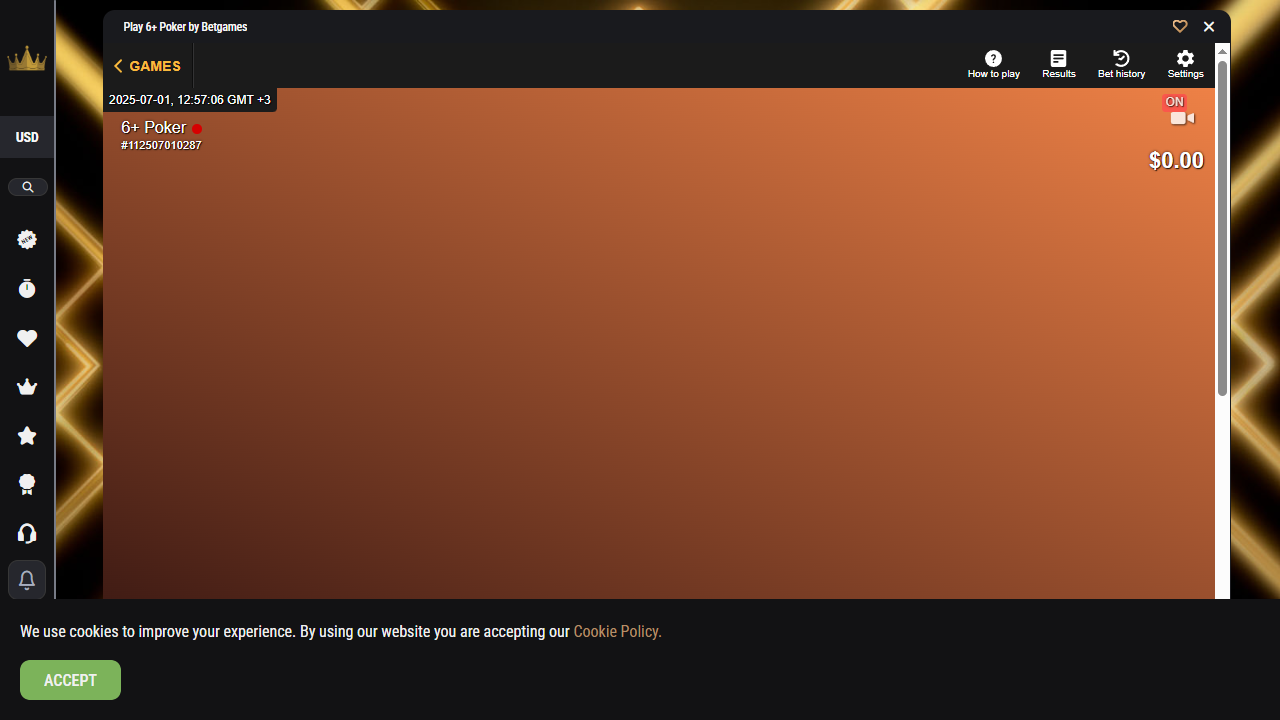 Play 6+ Poker by Betgames
GAMES
How to play
Results
Bet history
Settings
2025-07-01, 12:57:06 GMT +3
ON
6+ Poker
#112507010287
$0.00
USD
NEW
We use cookies to improve your experience. By using our website you are accepting our Cookie Policy.
ACCEPT